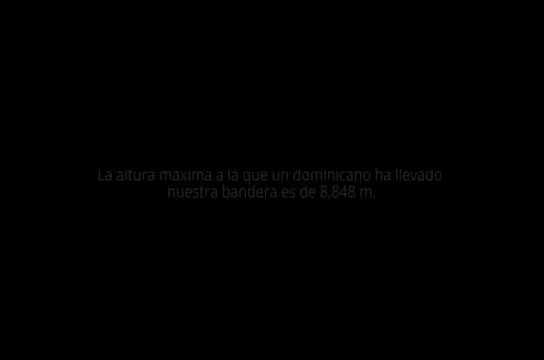 La altura máxima a la que un dominicano ha llevado
nuestra bandera es de 8,848 m.